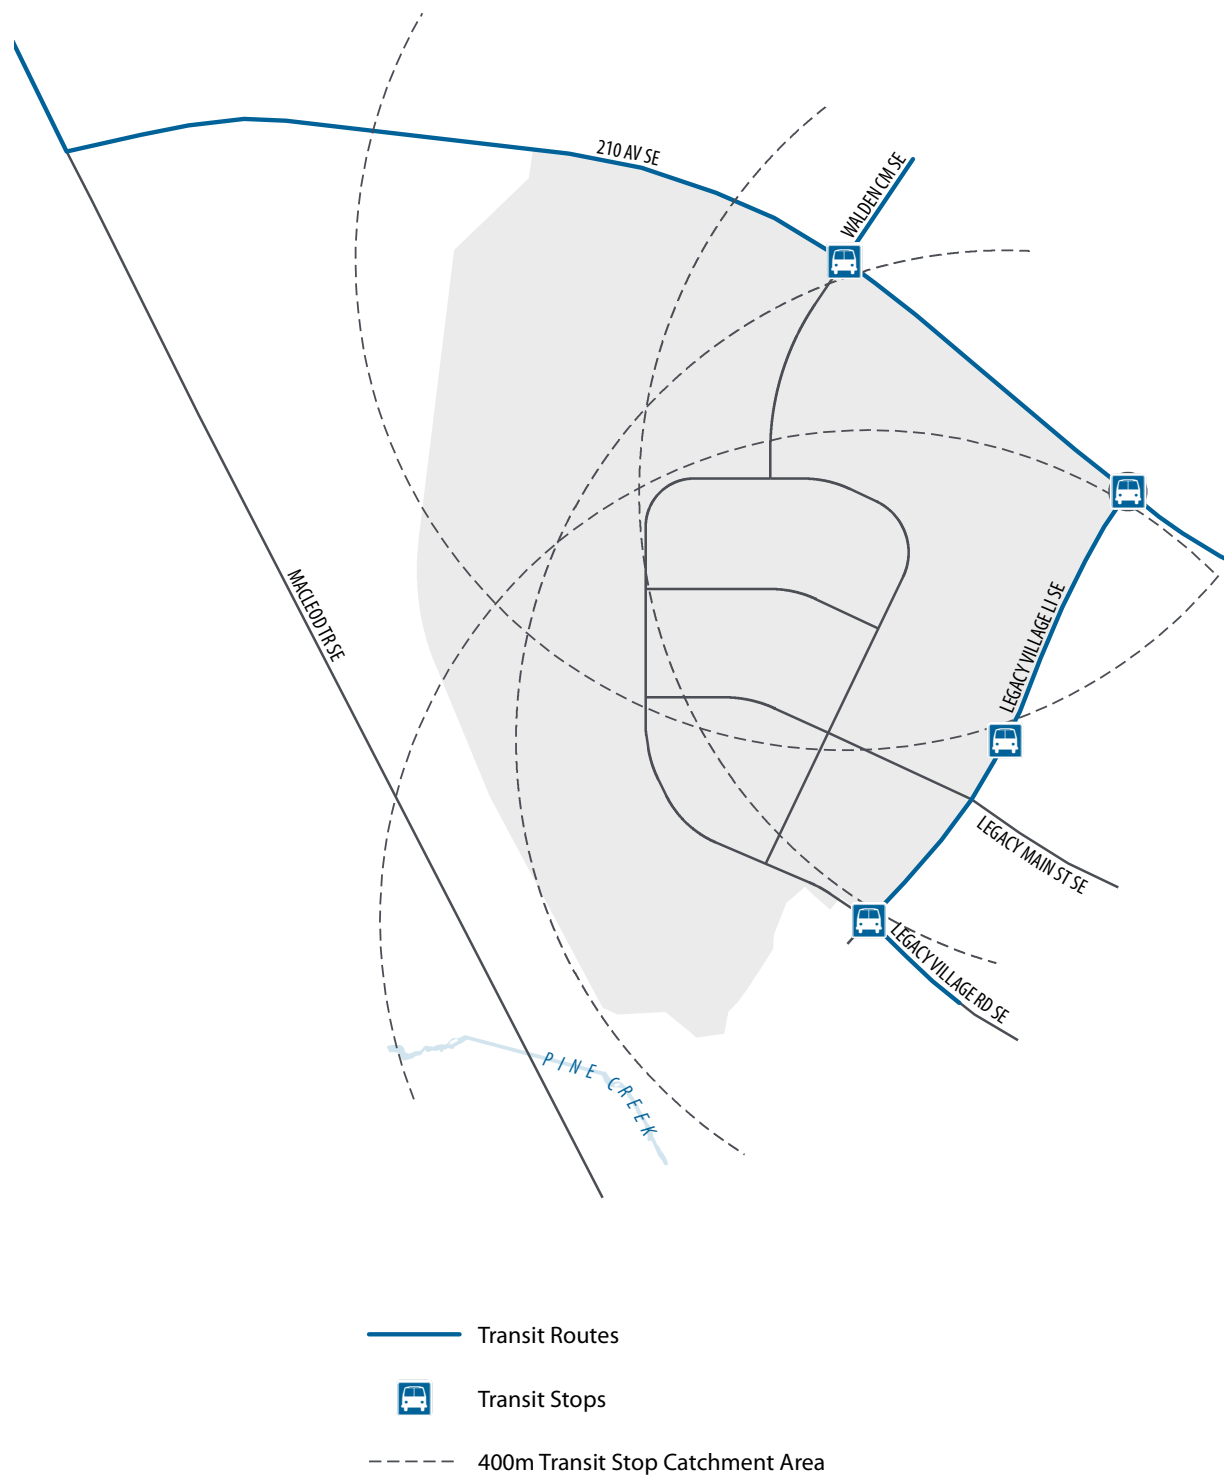 210 AV SE
WALDEN CM SE
MACLEOD TR SE
LEGACY VILLAGE LI SE
LEGACY MAIN ST SE
LEGACY VILLAGE RD SE
PINE CREEK
Transit Routes
Transit Stops
400m Transit Stop Catchment Area